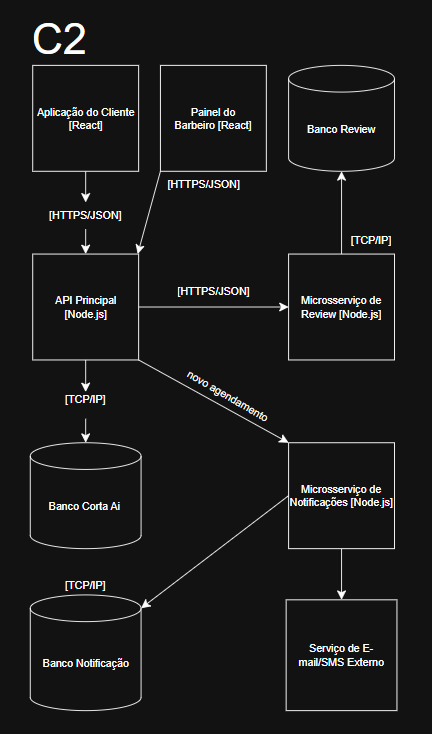 C2
Aplicação do Cliente
[React]
Painel do
Barbeiro [React]
Banco Review
[HTTPS/JSON]
[HTTPS/JSON]
[TCP/IP]
API Principal
[Node.js]
[HTTPS/JSON]
Microsserviço de
Review [Node.js]
[TCP/IP]
novo agendamento
Banco Corta Ai
Microsserviço de
Notificações [Node.js]
[TCP/IP]
Banco Notificação
Serviço de E-
mail/SMS Externo